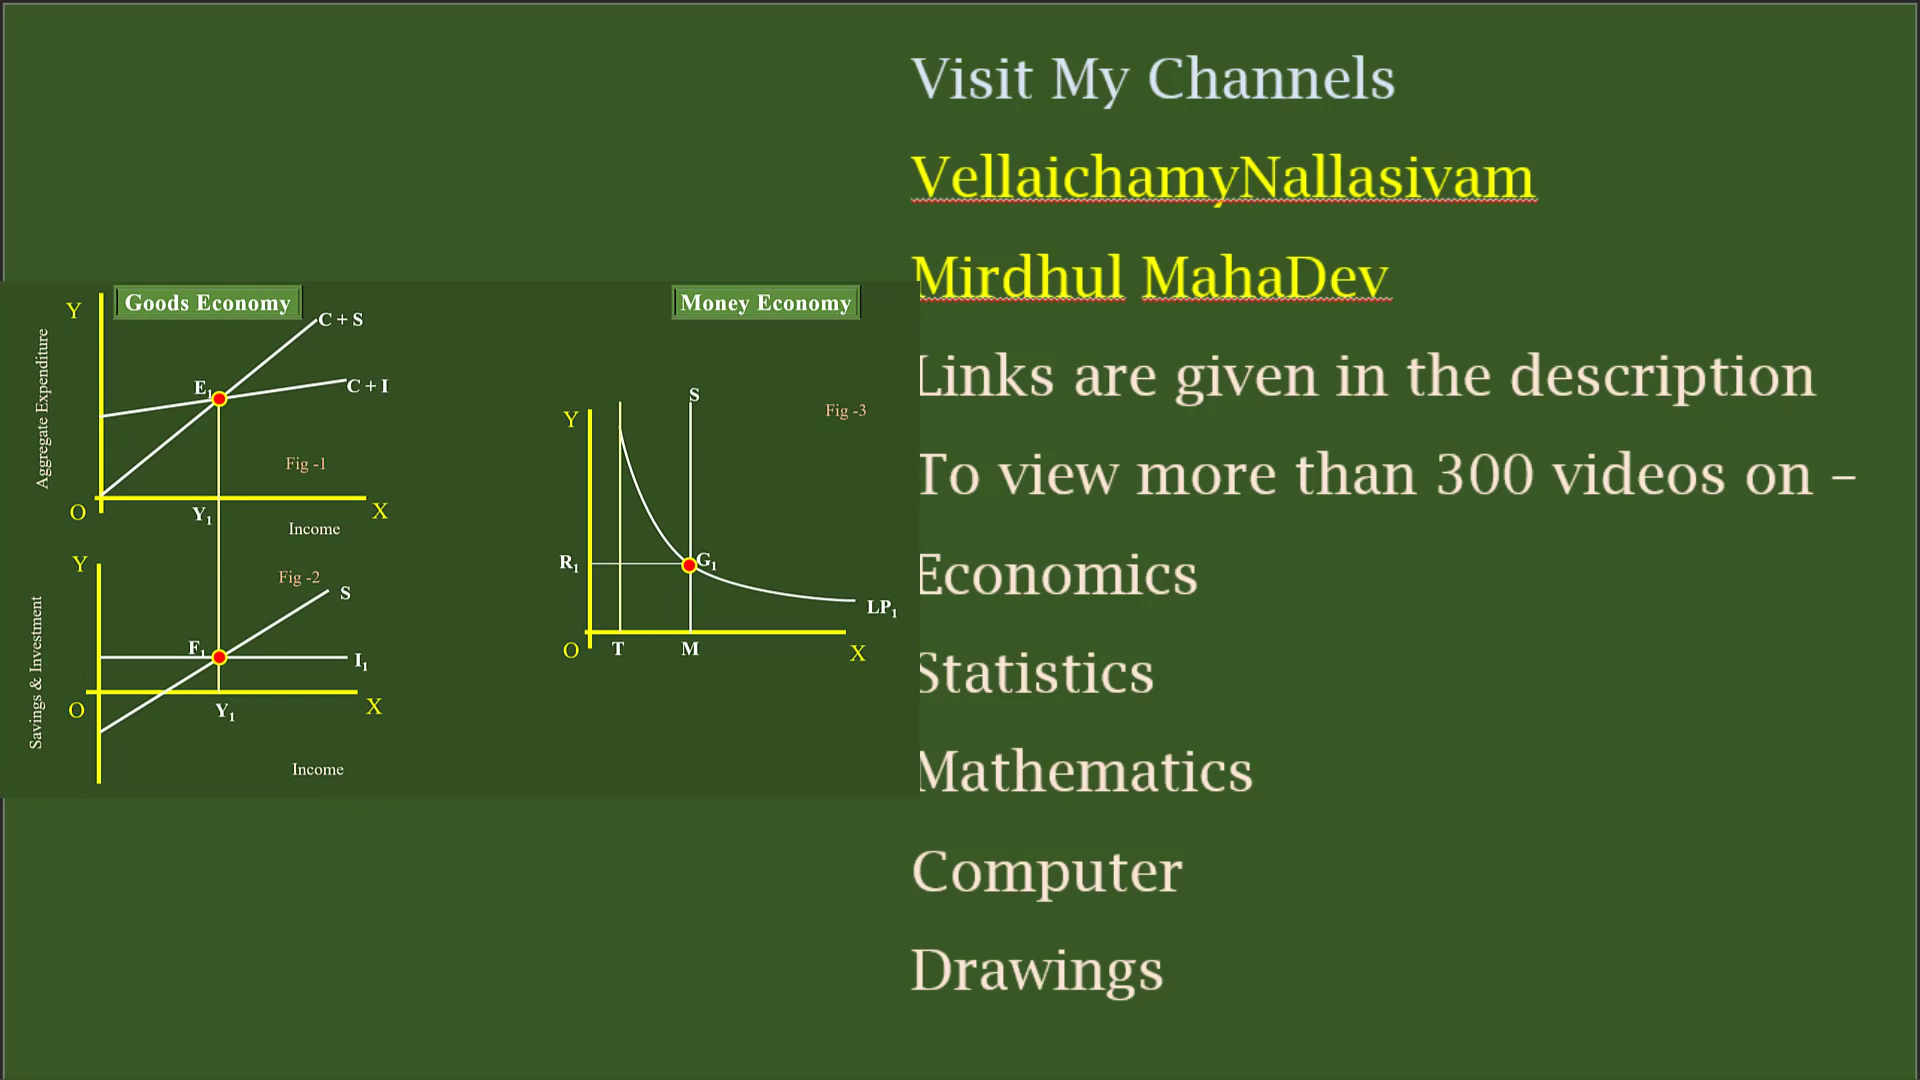 Visit My Channels
VellaichamyNallasivam
Mirdhul MahaDev
Links are given in the description
To view more than 300 videos on –
Economics
Statistics
Mathematics
Computer
Drawings
Goods Economy
Y
Aggregate Expenditure
C + S
C + I
E₁
Fig -1
O
Y₁
X
Income
Y
Savings & Investment
Fig -2
S
F₁
I₁
O
Y₁
X
Income
Money Economy
S
Fig -3
Y
R₁
G₁
LP₁
O
T
M
X